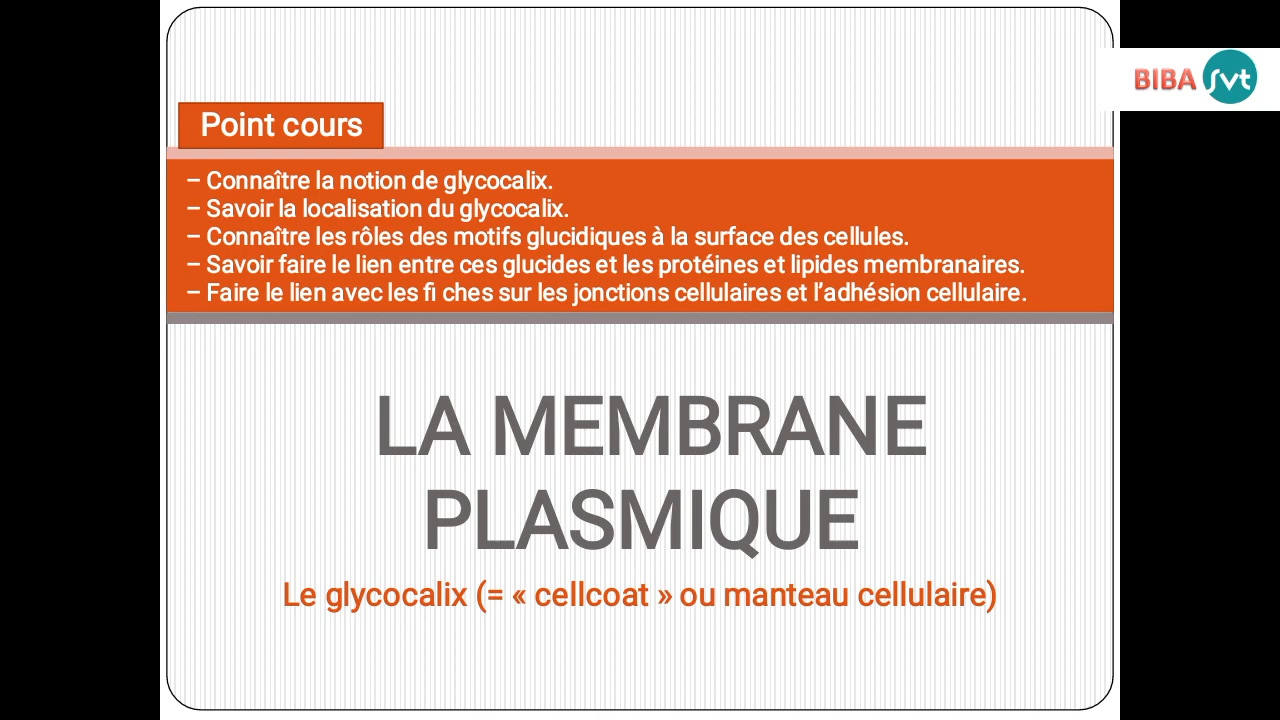 BIBA svt
Point cours
– Connaître la notion de glycocalix.
– Savoir la localisation du glycocalix.
– Connaître les rôles des motifs glucidiques à la surface des cellules.
– Savoir faire le lien entre ces glucides et les protéines et lipides membranaires.
– Faire le lien avec les fi ches sur les jonctions cellulaires et l’adhésion cellulaire.
LA MEMBRANE
PLASMIQUE
Le glycocalix (= « cellcoat » ou manteau cellulaire)